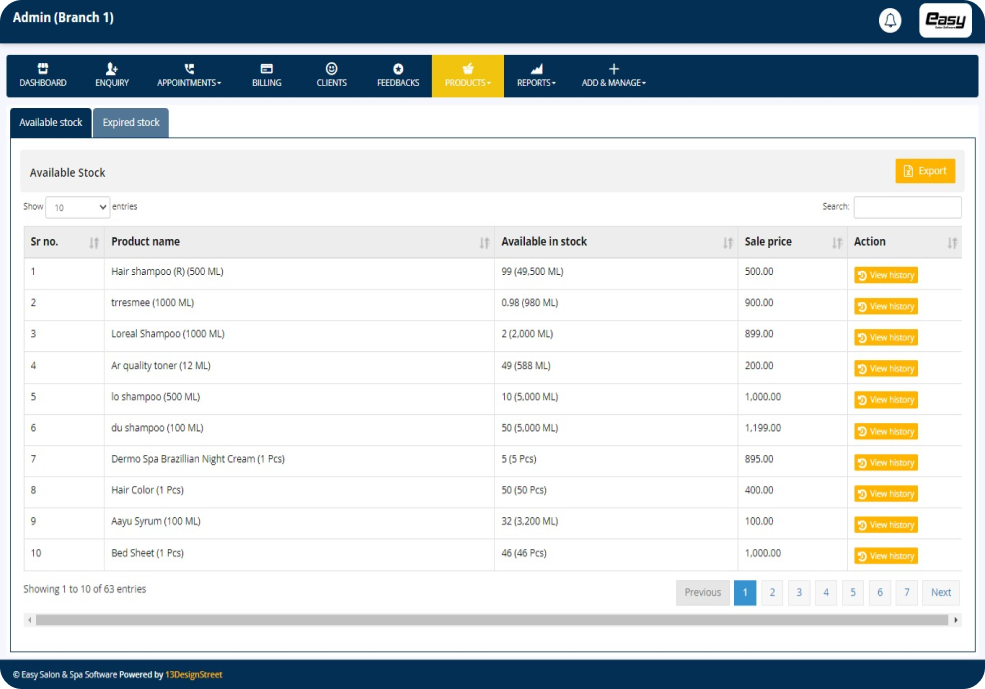 Admin (Branch 1)
Easy
DASHBOARD ENQUIRY APPOINTMENTS BILLING CLIENTS FEEDBACKS PRODUCTS REPORTS ADD & MANAGE
Available stock Expired stock
Available Stock Export
Show 10 entries Search:
Sr no. Product name Available in stock Sale price Action
1 Hair shampoo (R) (500 ML) 99 (49,500 ML) 500.00 View history
2 trresmee (1000 ML) 0.98 (980 ML) 900.00 View history
3 Loreal Shampoo (1000 ML) 2 (2,000 ML) 899.00 View history
4 Ar quality toner (12 ML) 49 (588 ML) 200.00 View history
5 lo shampoo (500 ML) 10 (5,000 ML) 1,000.00 View history
6 du shampoo (100 ML) 50 (5,000 ML) 1,199.00 View history
7 Dermo Spa Brazillian Night Cream (1 Pcs) 5 (5 Pcs) 895.00 View history
8 Hair Color (1 Pcs) 50 (50 Pcs) 400.00 View history
9 Aayu Syrum (100 ML) 32 (3,200 ML) 100.00 View history
10 Bed Sheet (1 Pcs) 46 (46 Pcs) 1,000.00 View history
Showing 1 to 10 of 63 entries Previous 1 2 3 4 5 6 7 Next
© Easy Salon & Spa Software Powered by 13DesignStreet